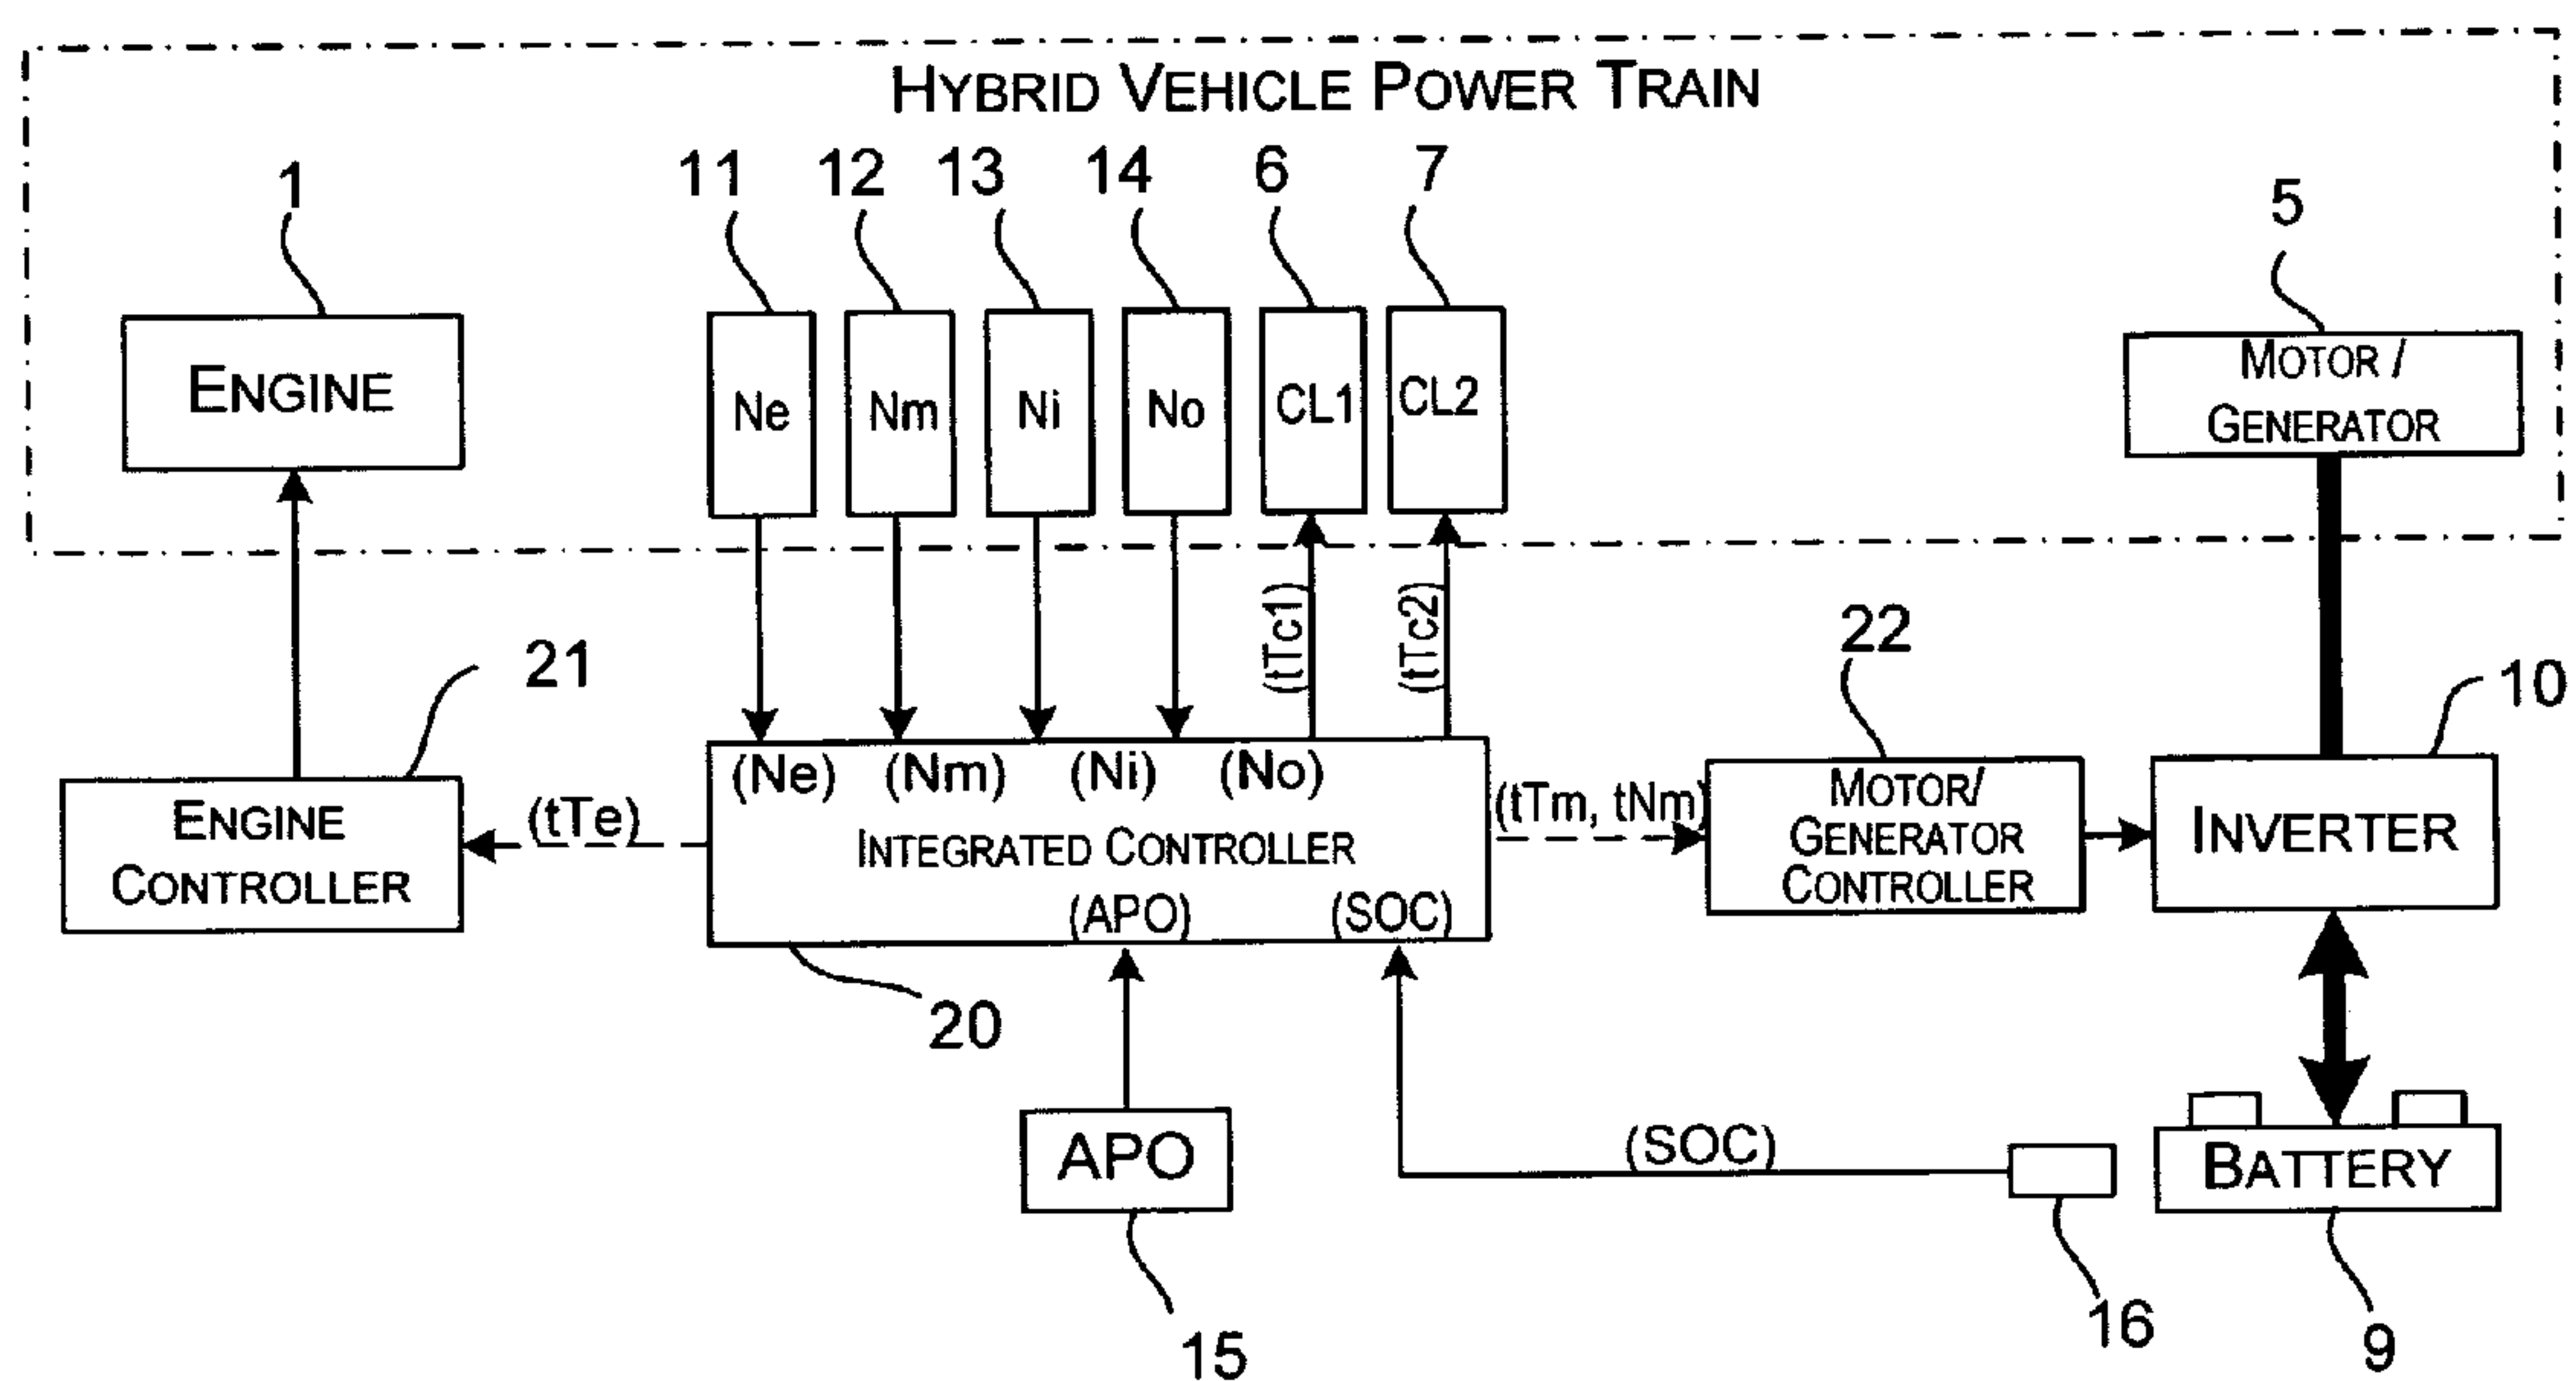 HYBRID VEHICLE POWER TRAIN
1
11
12
13
14
6
7
5
ENGINE
Ne
Nm
Ni
No
CL1
CL2
MOTOR /
GENERATOR
(tTc1)
(tTc2)
21
22
10
(Ne)
(Nm)
(Ni)
(No)
ENGINE
CONTROLLER
(tTe)
INTEGRATED CONTROLLER
(APO)
(SOC)
(tTm, tNm)
MOTOR/
GENERATOR
CONTROLLER
INVERTER
20
APO
(SOC)
BATTERY
15
16
9